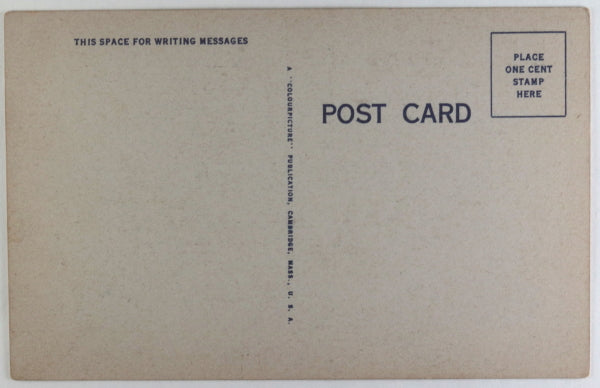 THIS SPACE FOR WRITING MESSAGES
A "COLOURPICTURE" PUBLICATION, CAMBRIDGE, MASS., U. S. A.
POST CARD
PLACE
ONE CENT
STAMP
HERE